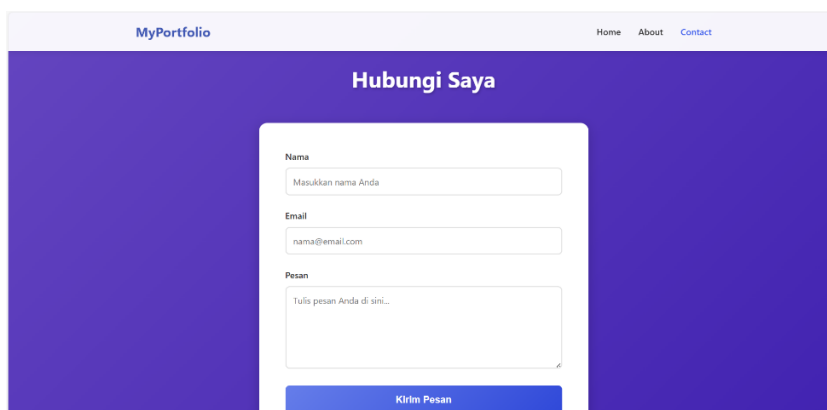 MyPortfolio
Home About Contact
Hubungi Saya
Nama
Masukkan nama Anda
Email
nama@email.com
Pesan
Tulis pesan Anda di sini...
Kirim Pesan